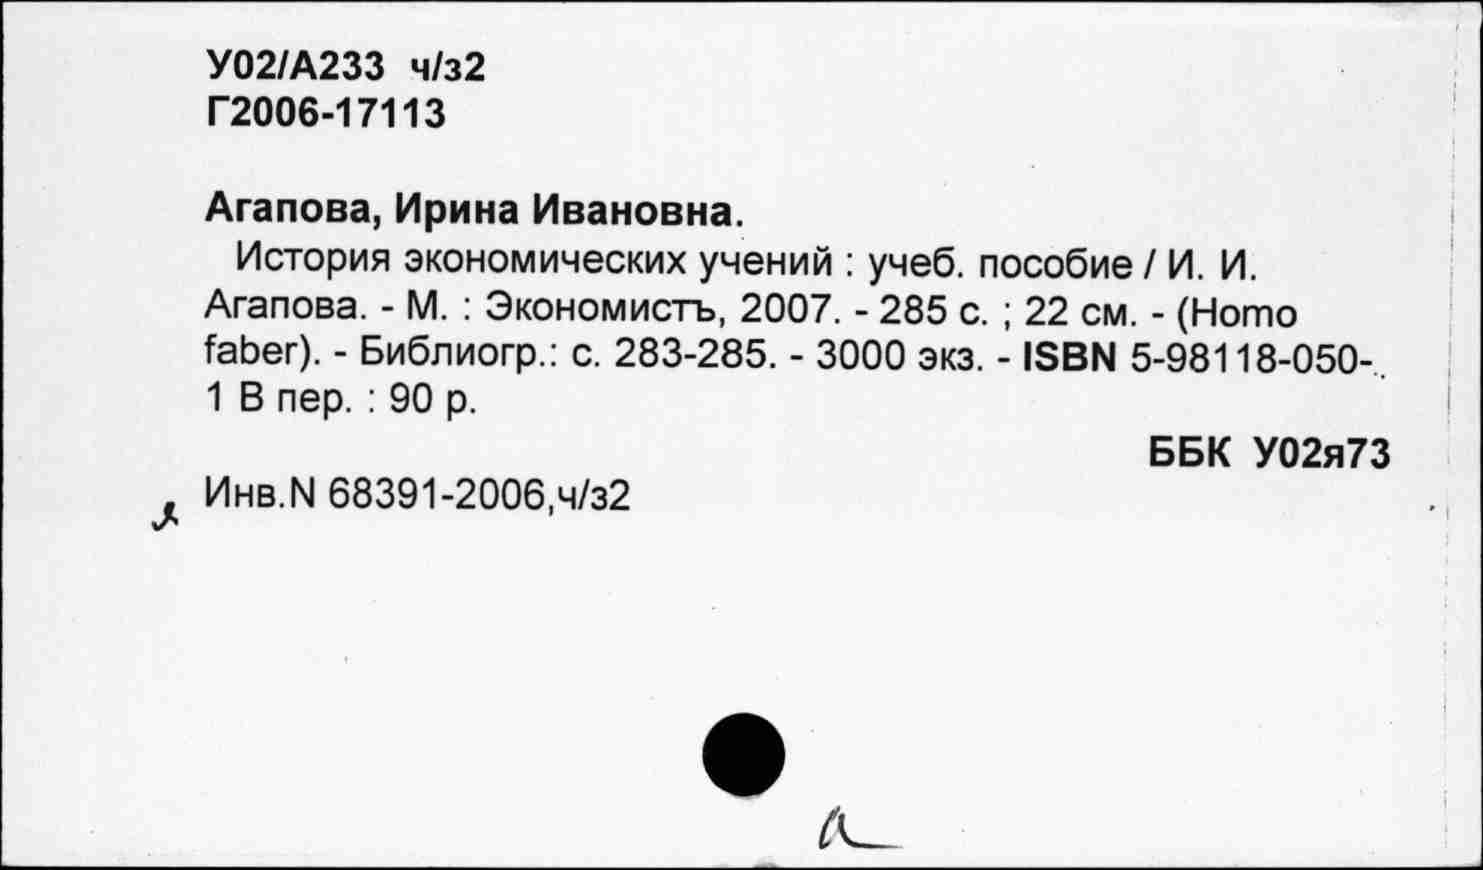 У02/А233 ч/з2
Г2006-17113
Агапова, Ирина Ивановна.
История экономических учений : учеб. пособие / И. И.
Агапова. - М. : Экономистъ, 2007. - 285 с. ; 22 см. - (Homo
faber). - Библиогр.: с. 283-285. - 3000 экз. - ISBN 5-98118-050-
1 В пер. : 90 р.
ББК У02я73
Инв.N 68391-2006,ч/з2